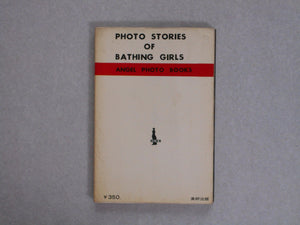 PHOTO STORIES
OF
BATHING GIRLS
ANGEL PHOTO BOOKS
¥350